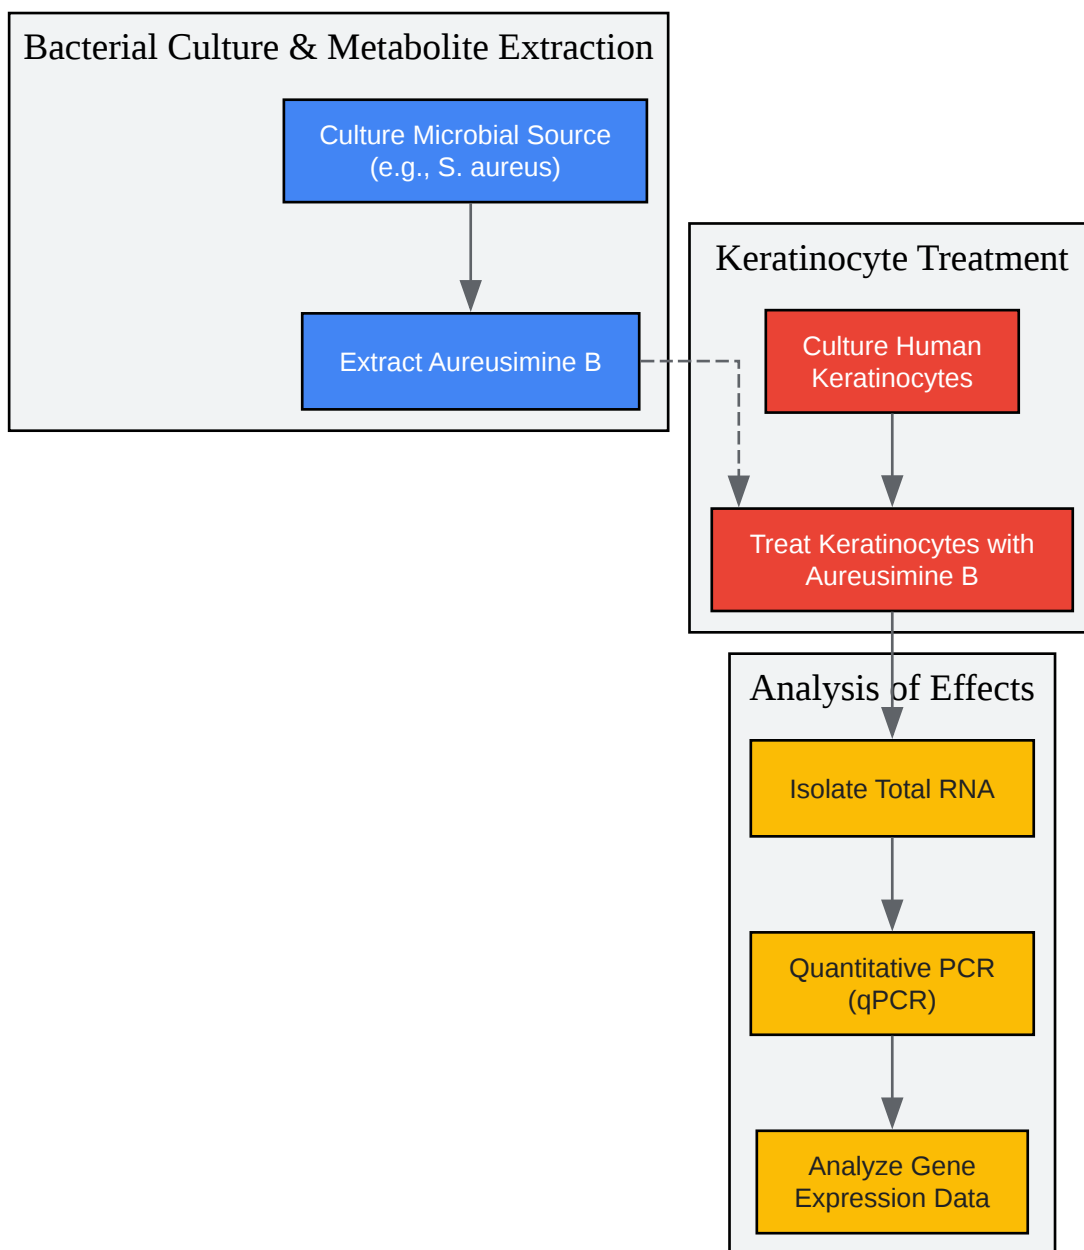 Bacterial Culture & Metabolite Extraction
Culture Microbial Source
(e.g., S. aureus)
Extract Aureusimine B
Keratinocyte Treatment
Culture Human
Keratinocytes
Treat Keratinocytes with
Aureusimine B
Analysis of Effects
Isolate Total RNA
Quantitative PCR
(qPCR)
Analyze Gene
Expression Data